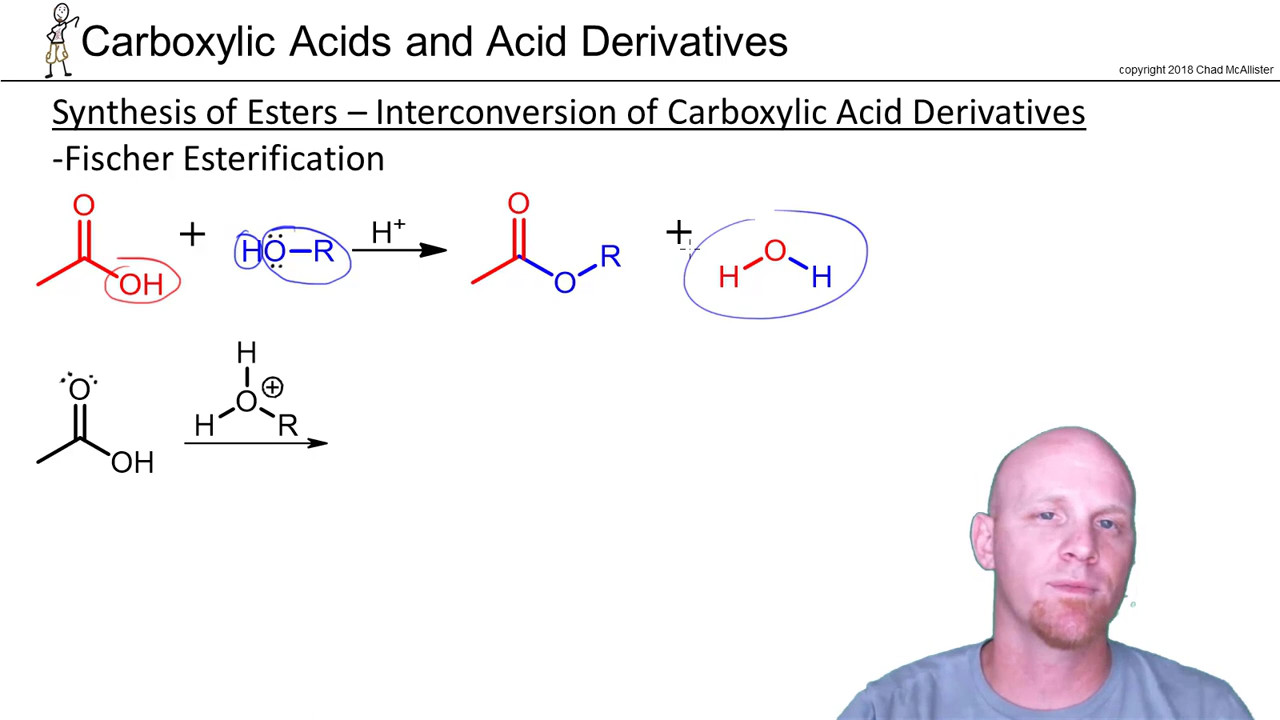 Carboxylic Acids and Acid Derivatives
copyright 2018 Chad McAllister
Synthesis of Esters – Interconversion of Carboxylic Acid Derivatives
-Fischer Esterification
O
OH
+
HO–R
H⁺
O
O
R
+
H
O
H
O
OH
H
O
⊕
H
R